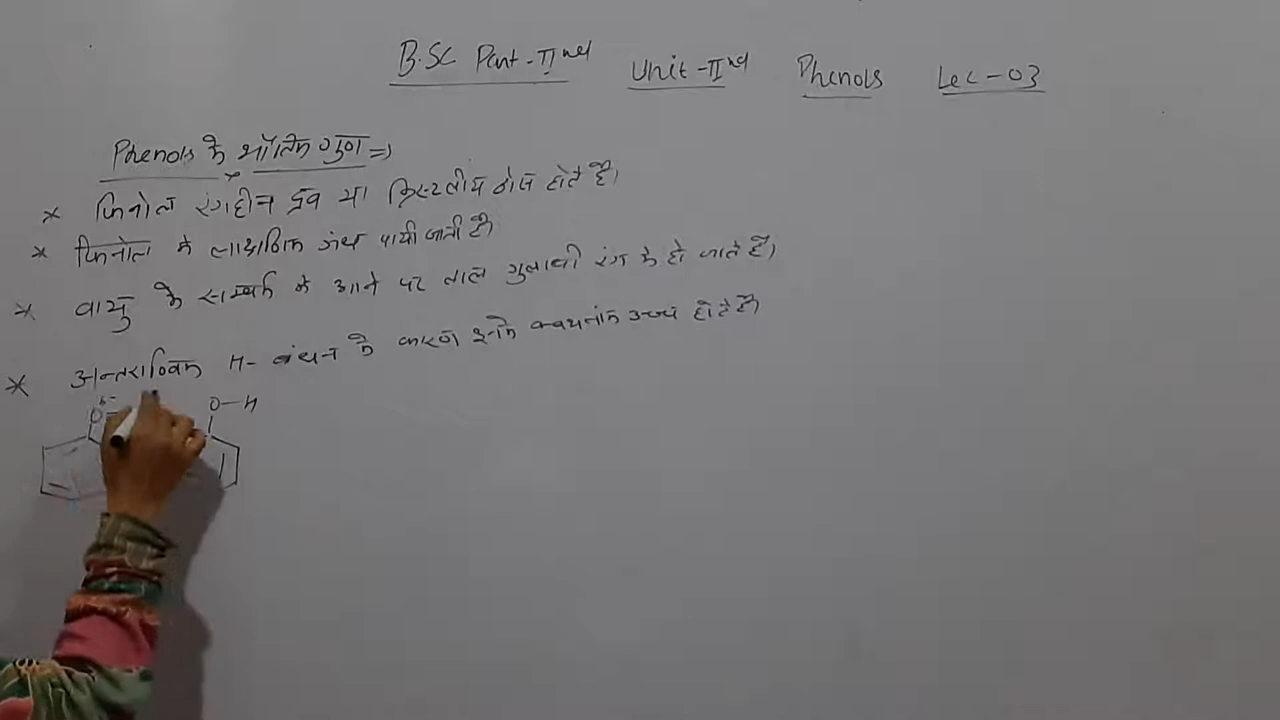 B.SC Part-IInd Unit-IInd Phenols Lec-03
Phenols के भौतिक गुण ⇒
* फिनोल रंगहीन द्रव या क्रिस्टलीय ठोस होते है।
* फिनोल मे लाक्षणिक गंध पायी जाती है।
* वायु के सम्पर्क मे आने पर लाल गुलाबी रंग के हो जाते है।
* अन्तराण्विक H- बंधन के कारण इनके क्वथनांक उच्च होते है।
δ-
O O-H